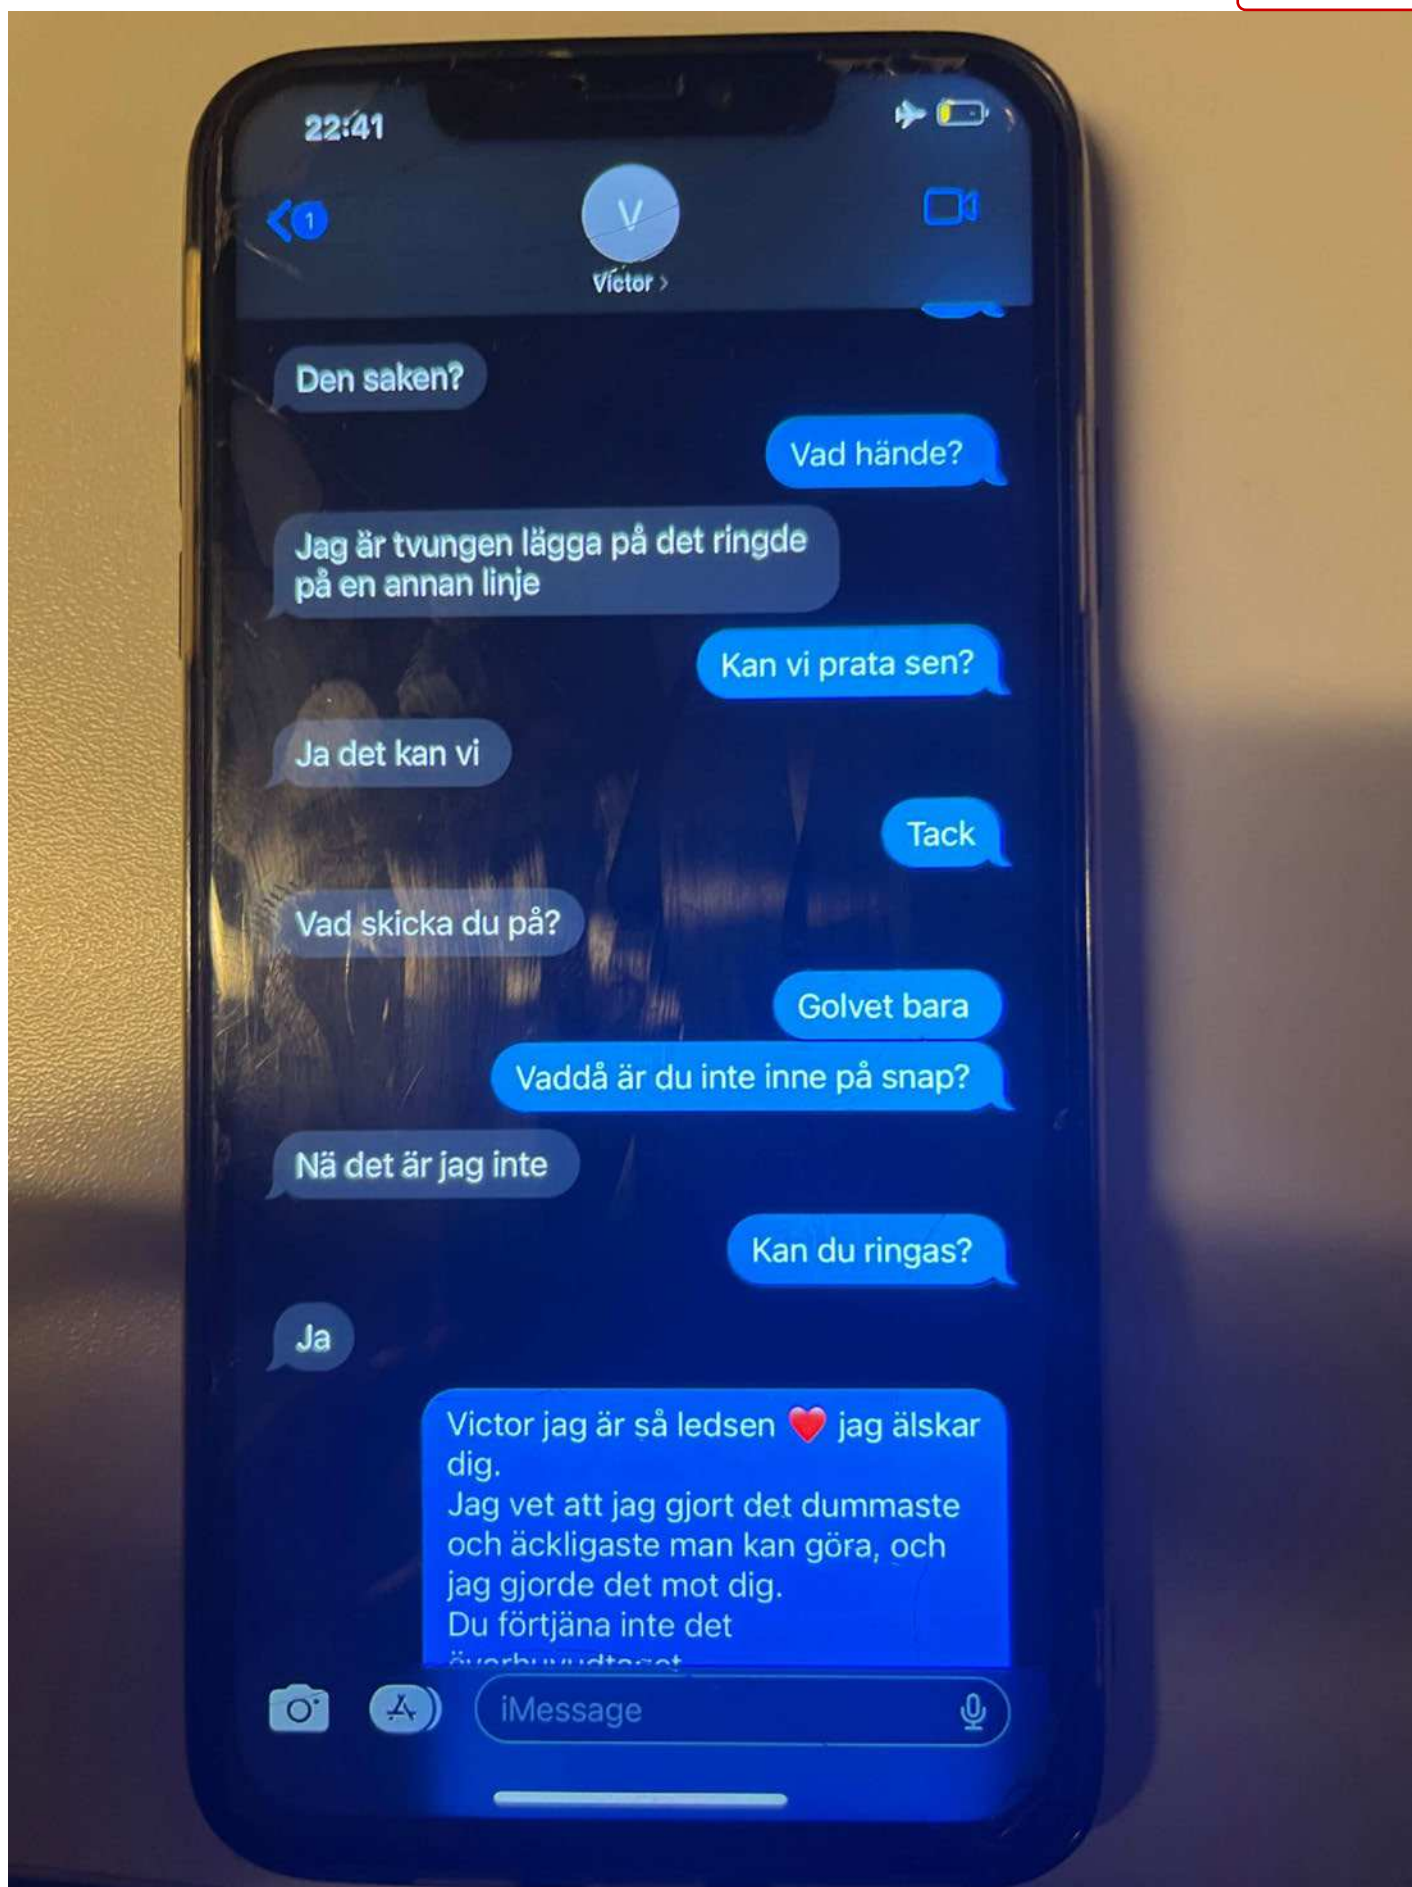 22:41
1
V
Victor >
Den saken?
Vad hände?
Jag är tvungen lägga på det ringde
på en annan linje
Kan vi prata sen?
Ja det kan vi
Tack
Vad skicka du på?
Golvet bara
Vaddå är du inte inne på snap?
Nä det är jag inte
Kan du ringas?
Ja
Victor jag är så ledsen ❤️ jag älskar
dig.
Jag vet att jag gjort det dummaste
och äckligaste man kan göra, och
jag gjorde det mot dig.
Du förtjäna inte det
överhuvudtaget
iMessage